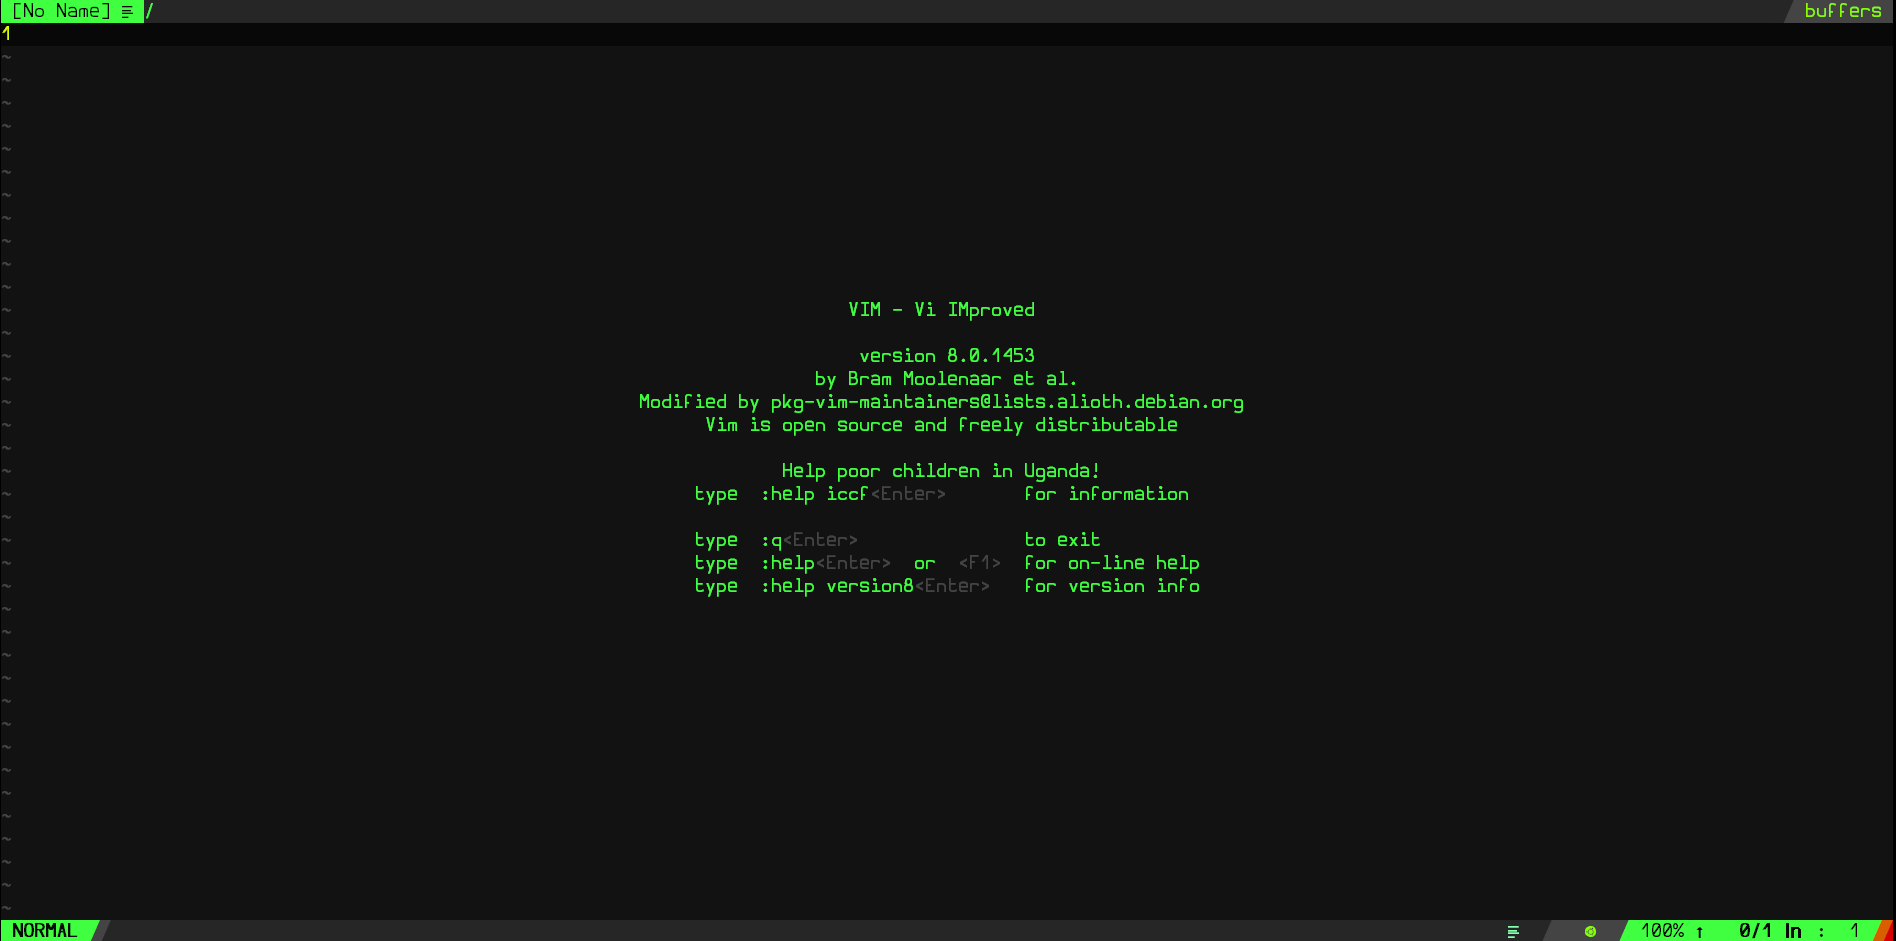 [No Name] ≡ / buffers
1
~
~
~
~
~
~
~
~
~
~
~
VIM - Vi IMproved
~
version 8.0.1453
by Bram Moolenaar et al.
Modified by pkg-vim-maintainers@lists.alioth.debian.org
Vim is open source and freely distributable
~
Help poor children in Uganda!
type :help iccf<Enter> for information
~
type :q<Enter> to exit
type :help<Enter> or <F1> for on-line help
type :help version8<Enter> for version info
~
~
~
~
~
~
~
~
~
~
~
~
~
~
NORMAL 100% ↑ 0/1 ln : 1